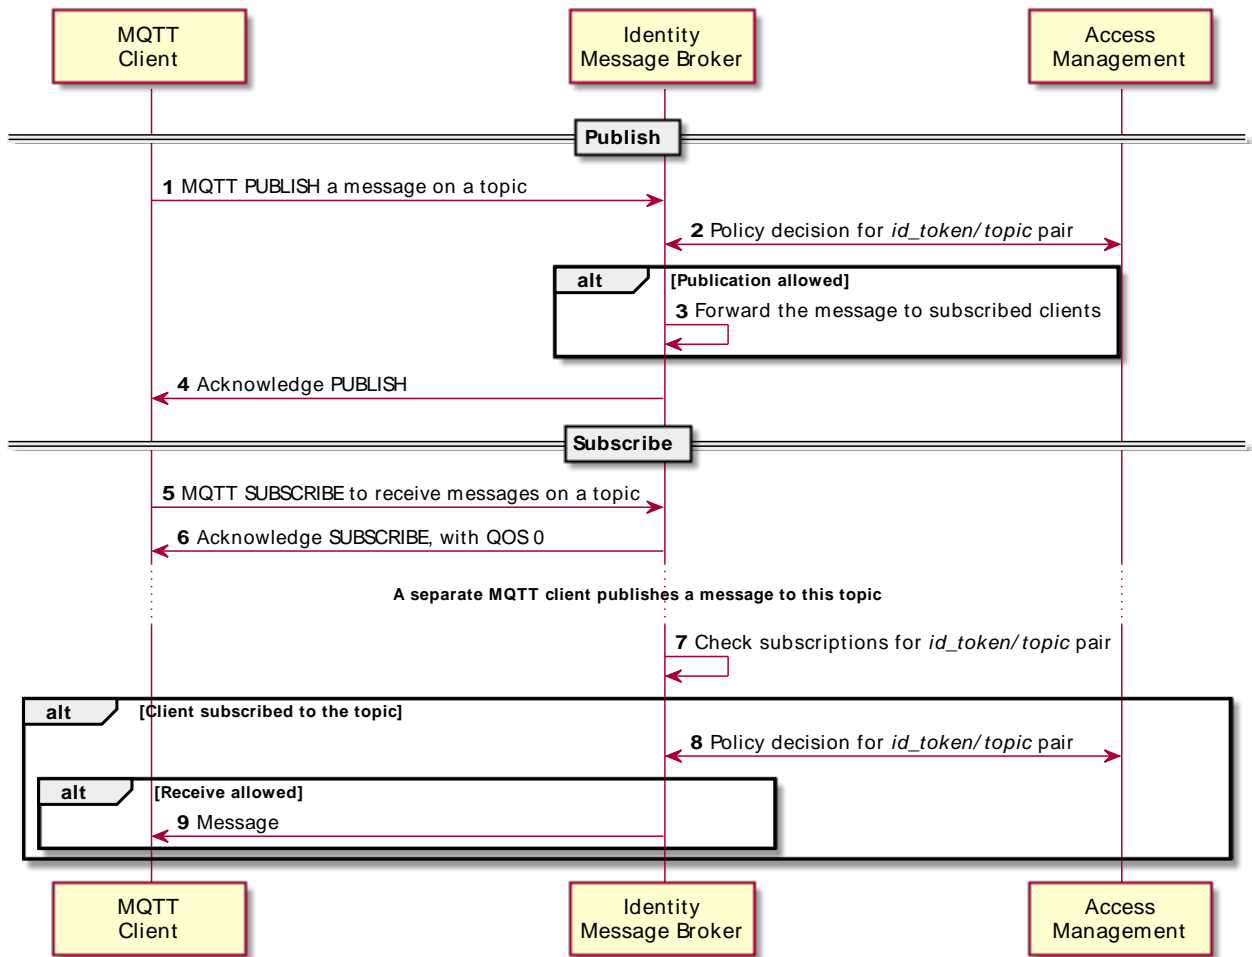 MQTT
Client
Identity
Message Broker
Access
Management
Publish
1 MQTT PUBLISH a message on a topic
2 Policy decision for id_token/topic pair
alt [Publication allowed]
3 Forward the message to subscribed clients
4 Acknowledge PUBLISH
Subscribe
5 MQTT SUBSCRIBE to receive messages on a topic
6 Acknowledge SUBSCRIBE, with QOS 0
A separate MQTT client publishes a message to this topic
7 Check subscriptions for id_token/topic pair
alt [Client subscribed to the topic]
8 Policy decision for id_token/topic pair
alt [Receive allowed]
9 Message
MQTT
Client
Identity
Message Broker
Access
Management